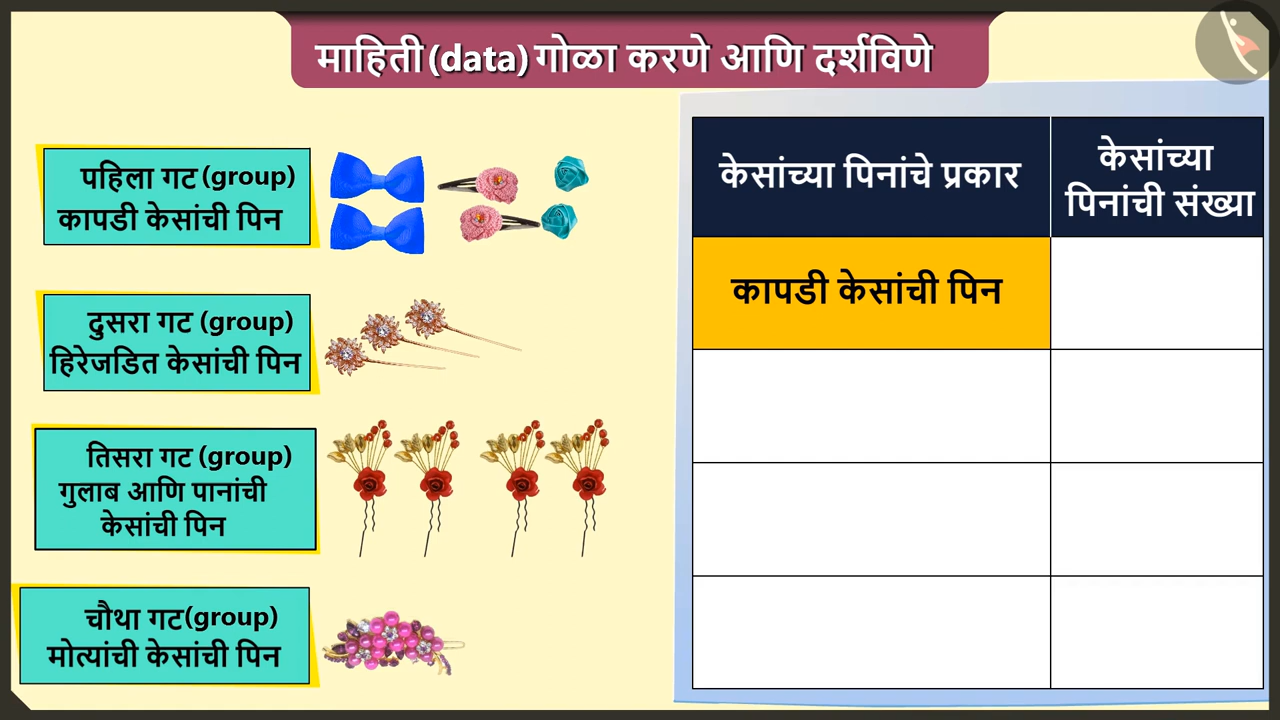 माहिती (data) गोळा करणे आणि दर्शविणे
पहिला गट (group)
कापडी केसांची पिन
दुसरा गट (group)
हिरेजडित केसांची पिन
तिसरा गट (group)
गुलाब आणि पानांची
केसांची पिन
चौथा गट(group)
मोत्यांची केसांची पिन
केसांच्या पिनांचे प्रकार
केसांच्या
पिनांची संख्या
कापडी केसांची पिन